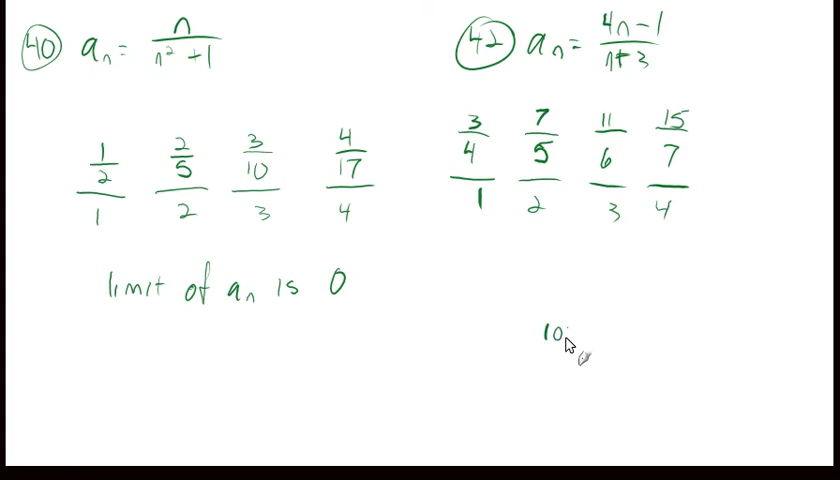 40 aₙ = n / (n² + 1)
1/2 2/5 3/10 4/17
1 2 3 4
limit of aₙ is 0
42 aₙ = (4n - 1) / (n + 3)
3/4 7/5 11/6 15/7
1 2 3 4
10